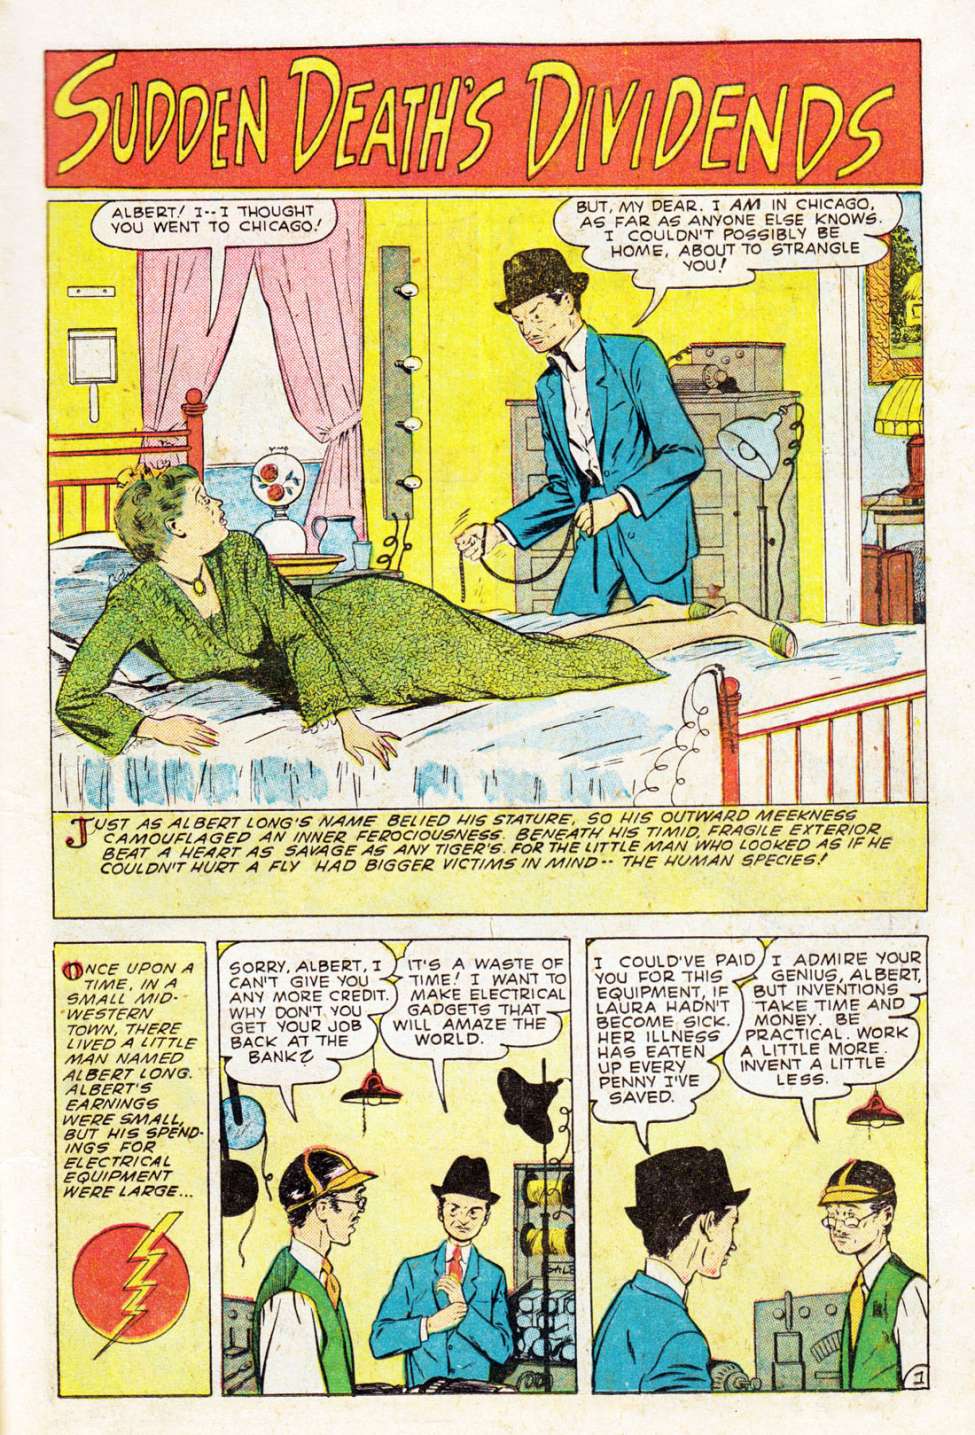 SUDDEN DEATH'S DIVIDENDS
ALBERT! I--I THOUGHT
YOU WENT TO CHICAGO!
BUT, MY DEAR. I AM IN CHICAGO,
AS FAR AS ANYONE ELSE KNOWS.
I COULDN'T POSSIBLY BE
HOME, ABOUT TO STRANGLE
YOU!
JUST AS ALBERT LONG'S NAME BELIED HIS STATURE, SO HIS OUTWARD MEEKNESS
CAMOUFLAGED AN INNER FEROCIOUSNESS. BENEATH HIS TIMID, FRAGILE EXTERIOR
BEAT A HEART AS SAVAGE AS ANY TIGER'S. FOR THE LITTLE MAN WHO LOOKED AS IF HE
COULDN'T HURT A FLY HAD BIGGER VICTIMS IN MIND-- THE HUMAN SPECIES!
ONCE UPON A
TIME, IN A
SMALL MID-
WESTERN
TOWN, THERE
LIVED A LITTLE
MAN NAMED
ALBERT LONG.
ALBERT'S
EARNINGS
WERE SMALL,
BUT HIS SPEND-
INGS FOR
ELECTRICAL
EQUIPMENT
WERE LARGE...
SORRY, ALBERT, I
CAN'T GIVE YOU
ANY MORE CREDIT.
WHY DON'T YOU
GET YOUR JOB
BACK AT THE
BANK?
IT'S A WASTE OF
TIME! I WANT TO
MAKE ELECTRICAL
GADGETS THAT
WILL AMAZE THE
WORLD.
SALE
I COULD'VE PAID
YOU FOR THIS
EQUIPMENT, IF
LAURA HADN'T
BECOME SICK.
HER ILLNESS
HAS EATEN
UP EVERY
PENNY I'VE
SAVED.
I ADMIRE YOUR
GENIUS, ALBERT,
BUT INVENTIONS
TAKE TIME AND
MONEY. BE
PRACTICAL. WORK
A LITTLE MORE.
INVENT A LITTLE
LESS.
1